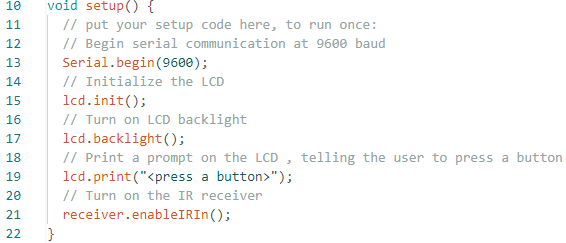 10 void setup() {
11 // put your setup code here, to run once:
12 // Begin serial communication at 9600 baud
13 Serial.begin(9600);
14 // Initialize the LCD
15 lcd.init();
16 // Turn on LCD backlight
17 lcd.backlight();
18 // Print a prompt on the LCD , telling the user to press a button
19 lcd.print("<press a button>");
20 // Turn on the IR receiver
21 receiver.enableIRIn();
22 }